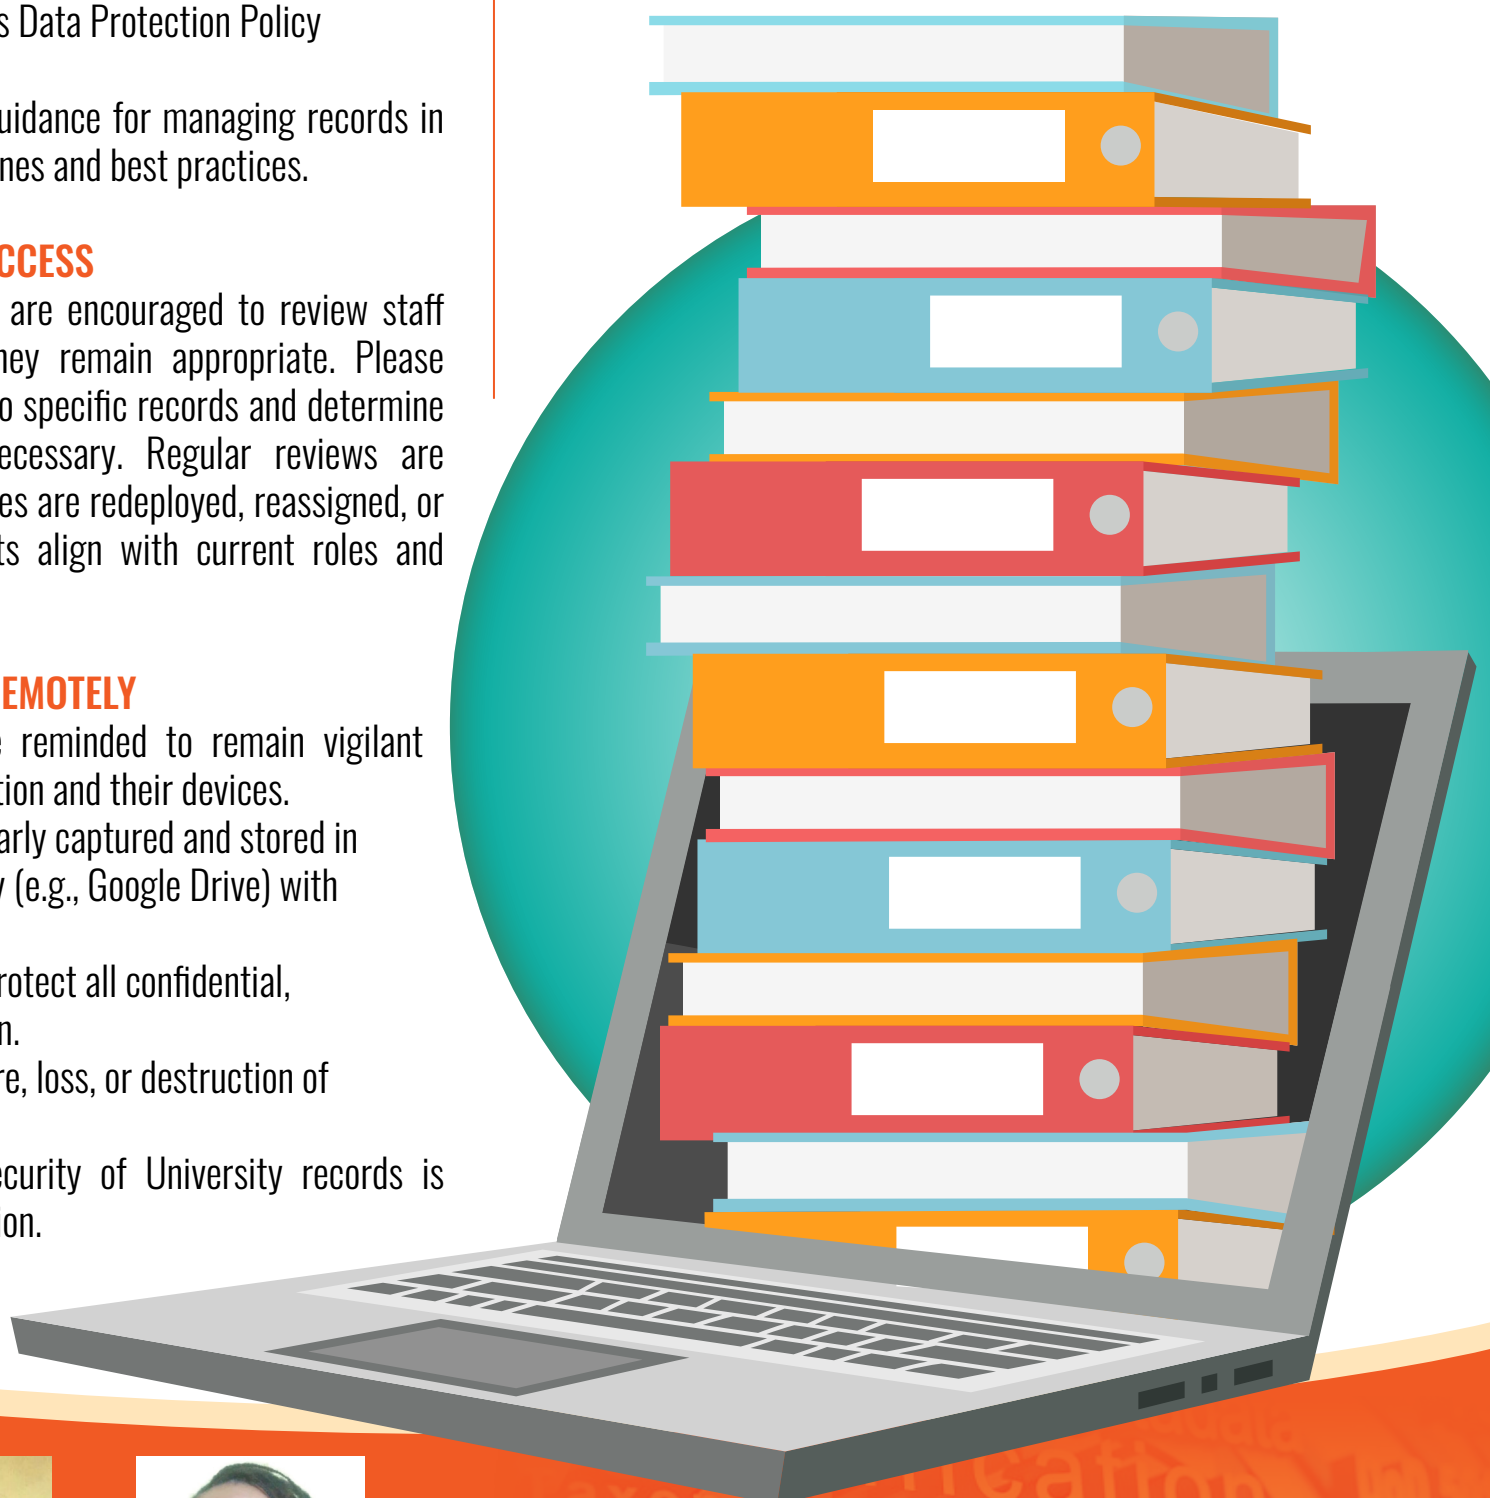 s Data Protection Policy
uidance for managing records in
nes and best practices.
CCESS
are encouraged to review staff
ney remain appropriate. Please
o specific records and determine
ecessary. Regular reviews are
es are redeployed, reassigned, or
ts align with current roles and
EMOTELY
e reminded to remain vigilant
tion and their devices.
arly captured and stored in
y (e.g., Google Drive) with
rotect all confidential,
n.
re, loss, or destruction of
ecurity of University records is
ion.